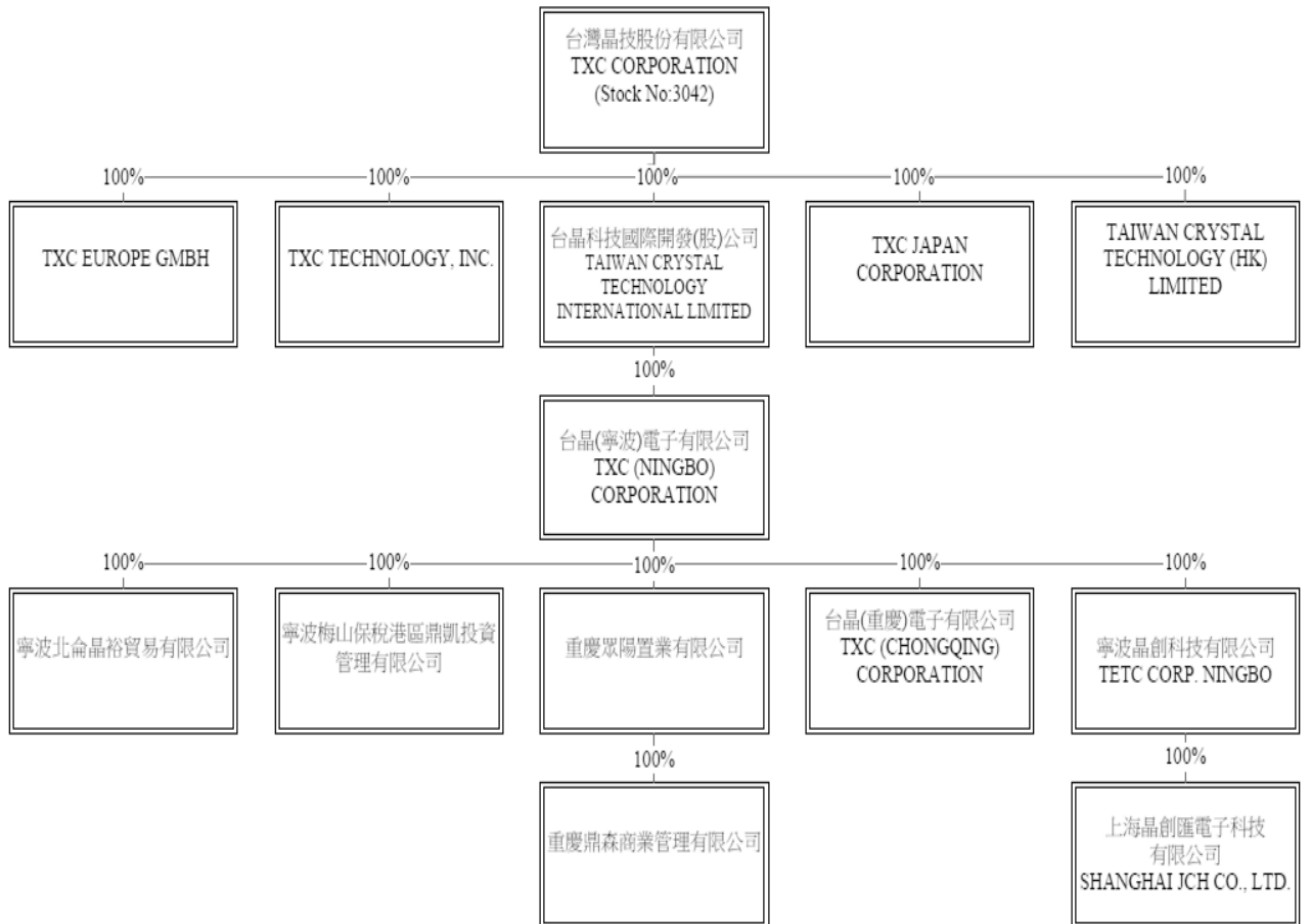 台灣晶技股份有限公司
TXC CORPORATION
(Stock No:3042)
100%
100%
100%
100%
100%
TXC EUROPE GMBH
TXC TECHNOLOGY, INC.
台晶科技國際開發(股)公司
TAIWAN CRYSTAL
TECHNOLOGY
INTERNATIONAL LIMITED
TXC JAPAN
CORPORATION
TAIWAN CRYSTAL
TECHNOLOGY (HK)
LIMITED
100%
台晶(寧波)電子有限公司
TXC (NINGBO)
CORPORATION
100%
100%
100%
100%
100%
寧波北侖晶裕貿易有限公司
寧波梅山保稅港區鼎凱投資
管理有限公司
重慶眾陽置業有限公司
台晶(重慶)電子有限公司
TXC (CHONGQING)
CORPORATION
寧波晶創科技有限公司
TETC CORP. NINGBO
100%
100%
重慶鼎森商業管理有限公司
上海晶創匯電子科技
有限公司
SHANGHAI JCH CO., LTD.